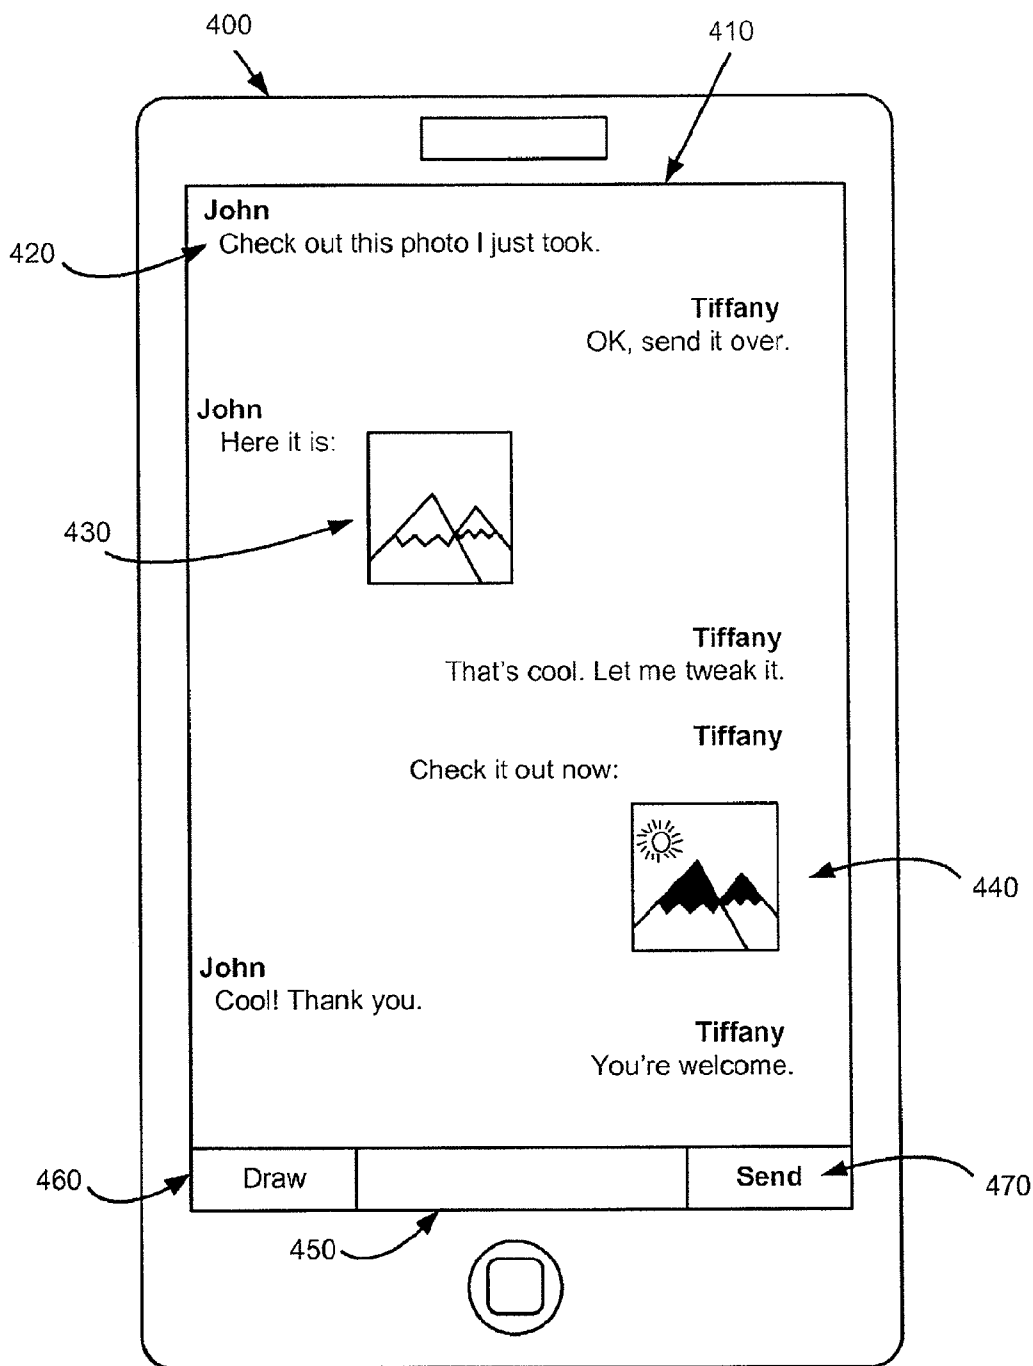 400
410
John
420
Check out this photo I just took.
Tiffany
OK, send it over.
John
Here it is:
430
Tiffany
That's cool. Let me tweak it.
Tiffany
Check it out now:
440
John
Cool! Thank you.
Tiffany
You're welcome.
460
Draw
Send
470
450